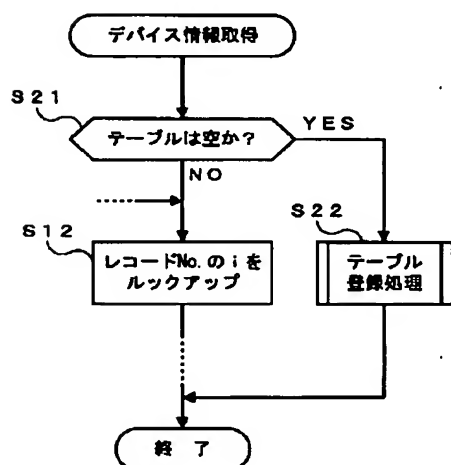 デバイス情報取得
S21
テーブルは空か?
YES
NO
S22
S12
レコードNo.のiを
ルックアップ
テーブル
登録処理
終了